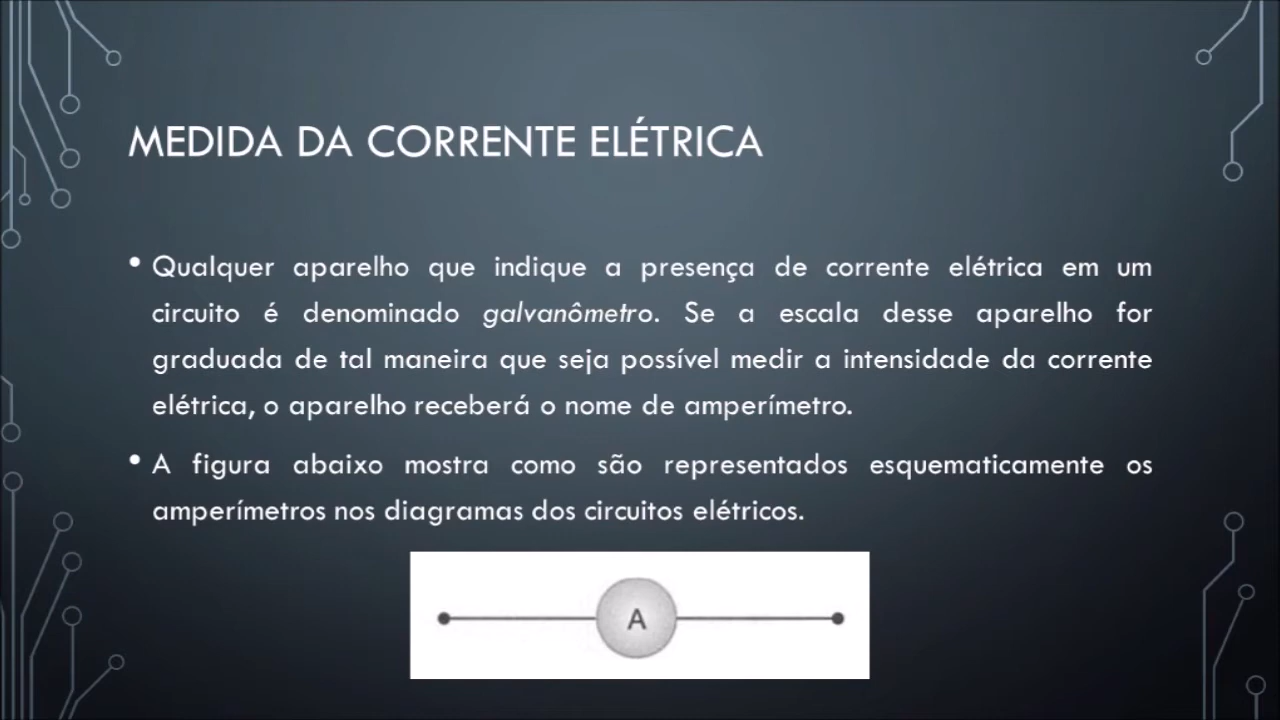 MEDIDA DA CORRENTE ELÉTRICA
• Qualquer aparelho que indique a presença de corrente elétrica em um
circuito é denominado galvanômetro. Se a escala desse aparelho for
graduada de tal maneira que seja possível medir a intensidade da corrente
elétrica, o aparelho receberá o nome de amperímetro.
• A figura abaixo mostra como são representados esquematicamente os
amperímetros nos diagramas dos circuitos elétricos.
A